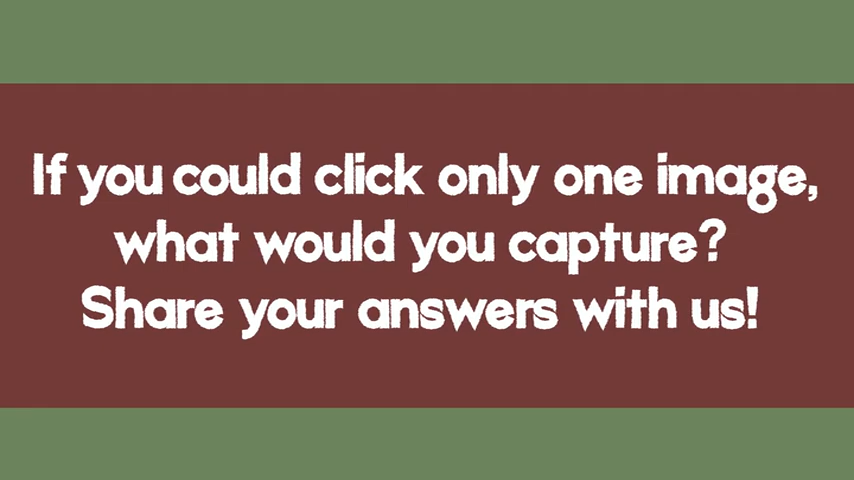 If you could click only one image,
what would you capture?
Share your answers with us!